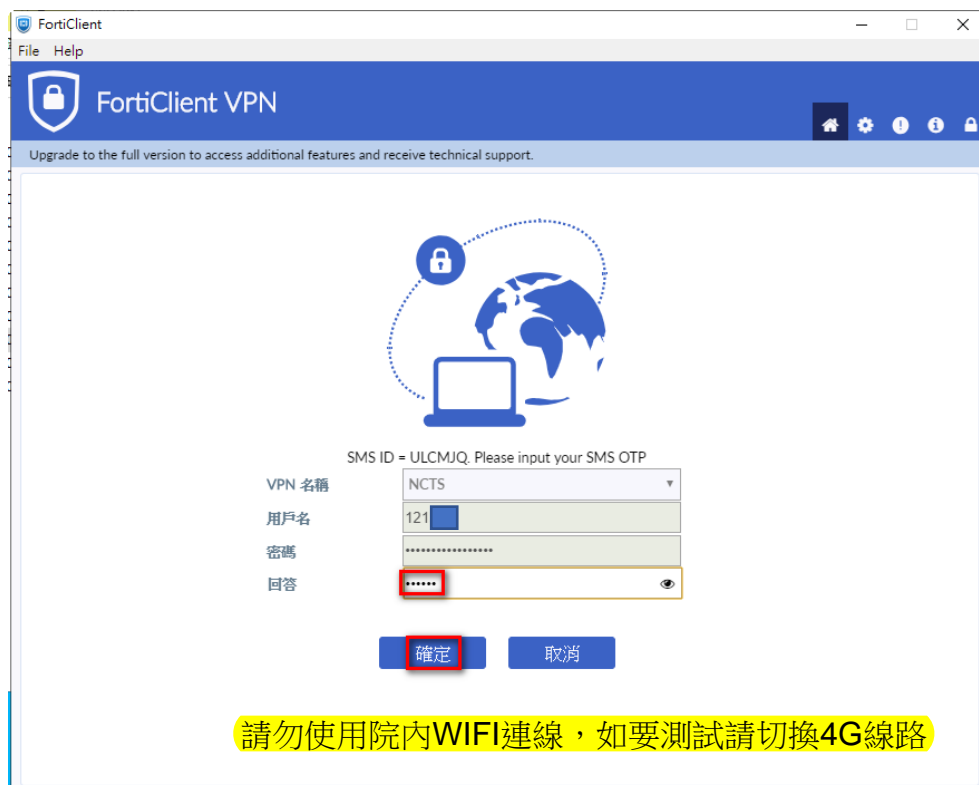 FortiClient
File Help
FortiClient VPN
Upgrade to the full version to access additional features and receive technical support.
SMS ID = ULCMJQ. Please input your SMS OTP
VPN 名稱 NCTS
用戶名 121
密碼 •••••••••••••••••
回答 ••••••
確定 取消
請勿使用院內WIFI連線，如要測試請切換4G線路